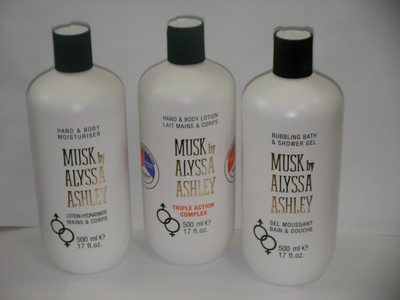 HAND & BODY
MOISTURISER
MUSK by
ALYSSA
ASHLEY
LOTION HYDRATANTE
MAINS & CORPS
500 ml e
17 fl.oz.
HAND & BODY LOTION
LAIT MAINS & CORPS
MUSK by
ALYSSA
ASHLEY
TRIPLE ACTION
COMPLEX
500 ml e
17 fl.oz.
BUBBLING BATH
& SHOWER GEL
MUSK by
ALYSSA
ASHLEY
GEL MOUSSANT
BAIN & DOUCHE
500 ml e
17 fl.oz.